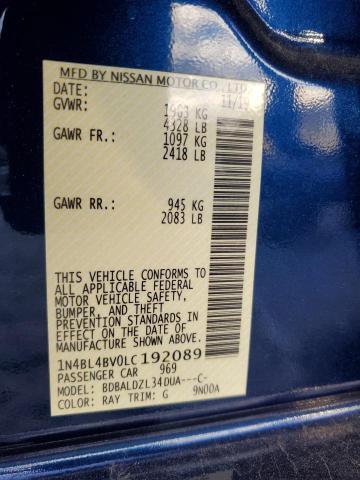 MFD BY NISSAN MOTOR CO., LTD.
DATE: 11/19
GVWR: 1963 KG
4328 LB
GAWR FR.: 1097 KG
2418 LB
GAWR RR.: 945 KG
2083 LB
THIS VEHICLE CONFORMS TO
ALL APPLICABLE FEDERAL
MOTOR VEHICLE SAFETY,
BUMPER, AND THEFT
PREVENTION STANDARDS IN
EFFECT ON THE DATE OF
MANUFACTURE SHOWN ABOVE.
1N4BL4BV0LC192089
PASSENGER CAR 969
MODEL: BDBALDZL34DUA---C-
COLOR: RAY TRIM: G 9N00A